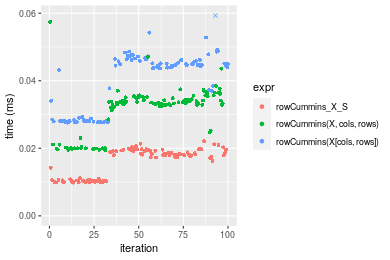 0.06
0.04
0.02
0.00
time (ms)
0
25
50
75
100
iteration
expr
rowCummins_X_S
rowCummins(X, cols, rows)
rowCummins(X[cols, rows])